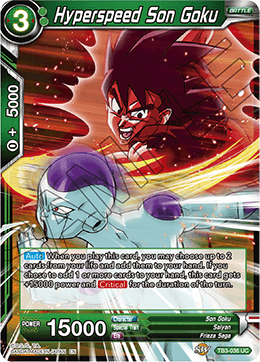 3
Hyperspeed Son Goku
BATTLE
0 + 5000
Auto When you play this card, you may choose up to 2
cards from your life and add them to your hand. If you
chose to add 1 or more cards to your hand, this card gets
+15000 power and Critical for the duration of the turn.
POWER 15000
Character Son Goku
Special Trait Saiyan
Era Frieza Saga
TB3-036 UC